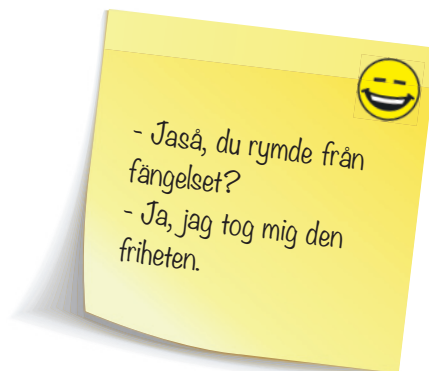 - Jaså, du rymde från
fängelset?
- Ja, jag tog mig den
friheten.